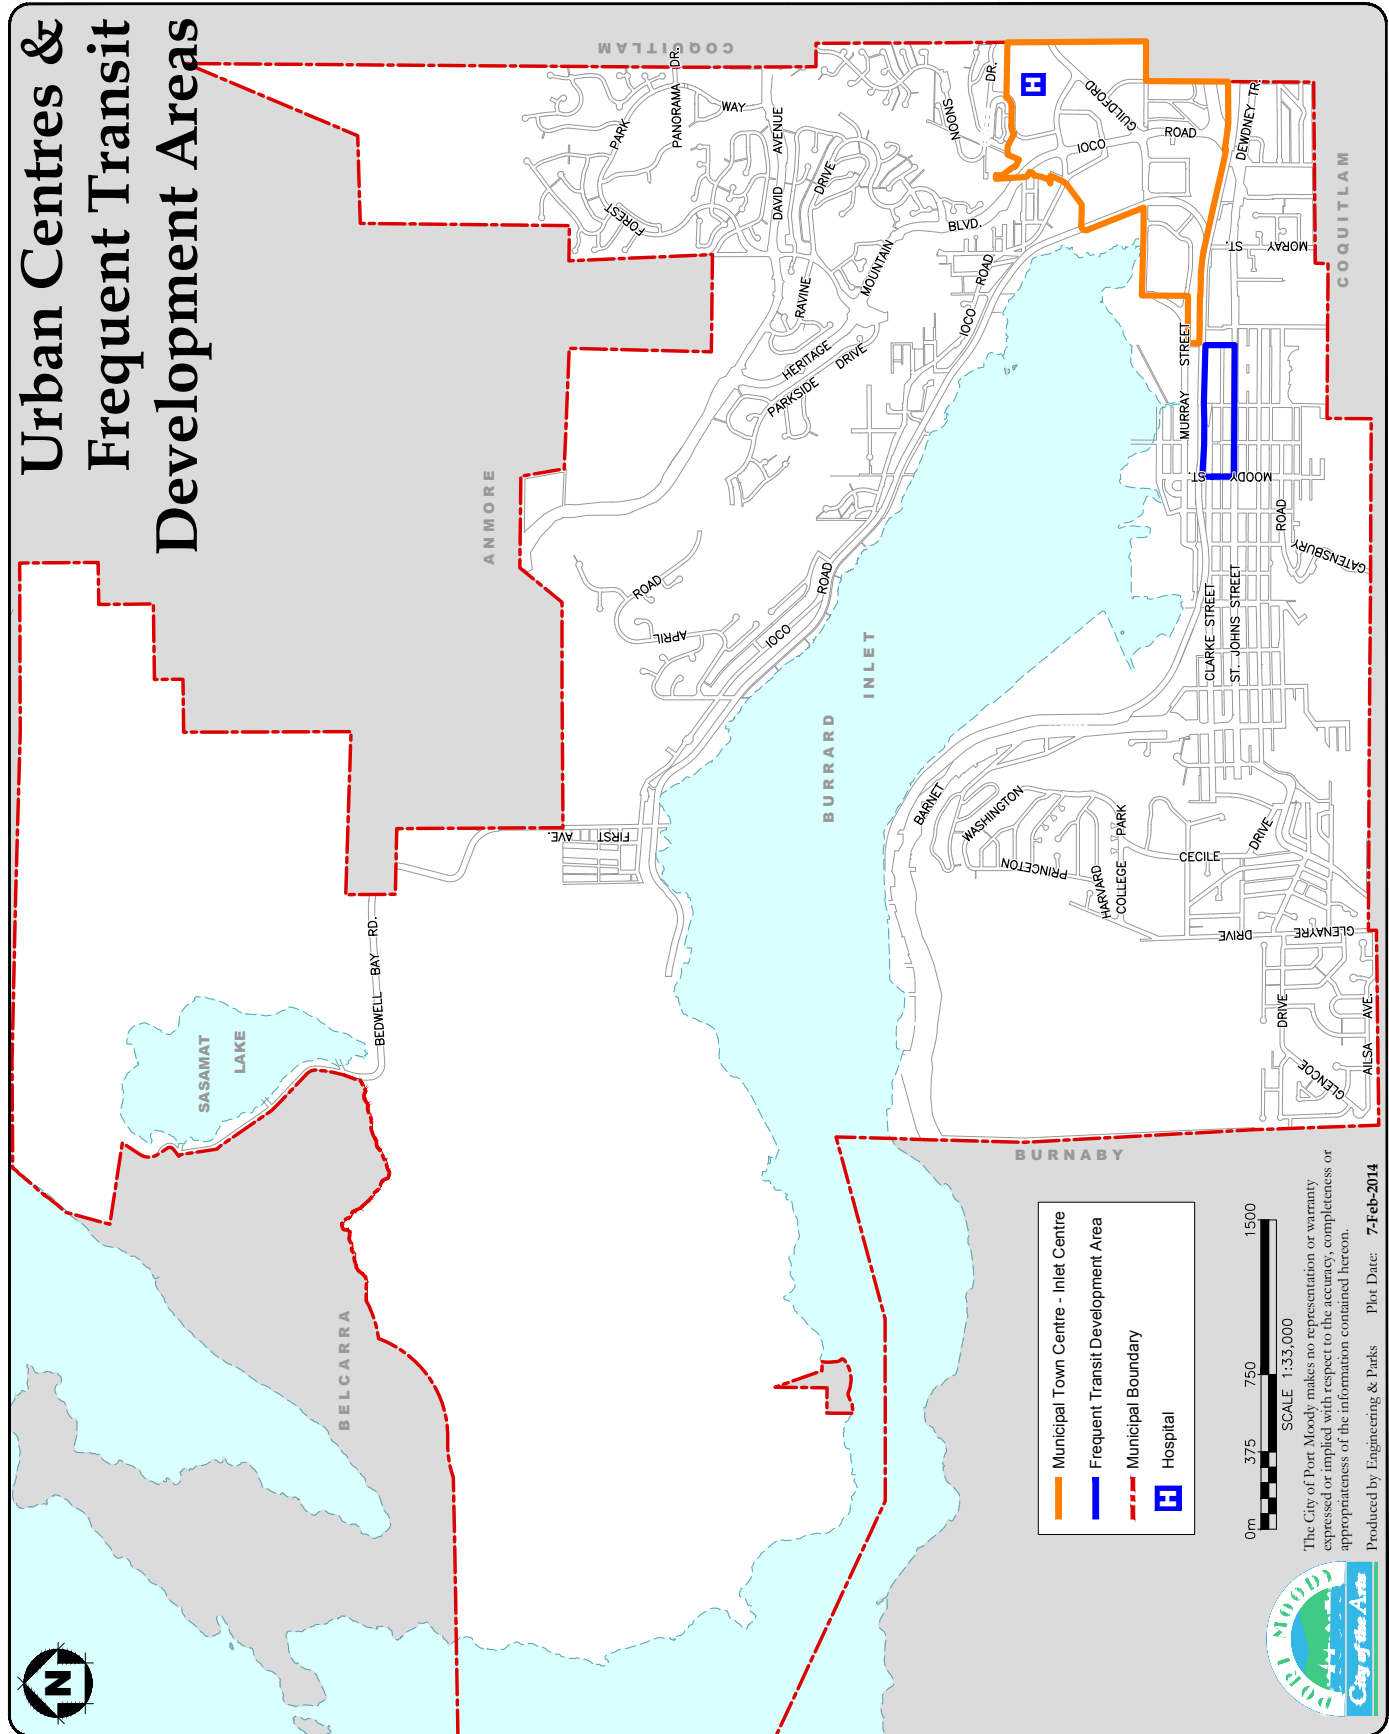 Urban Centres &
Frequent Transit
Development Areas
COQUITLAM
PANORAMA DR.
PARK
WAY
FOREST
DAVID AVENUE
RAVINE DRIVE
MOUNTAIN
BLVD.
HERITAGE
PARKSIDE DRIVE
NOONS
DR.
H
GUILDFORD
IOCO
ROAD
DEWDNEY TR.
COQUITLAM
MORAY ST.
IOCO ROAD
MURRAY STREET
MOODY ST.
ROAD
GATENSBURY
CLARKE STREET
ST. JOHNS STREET
ANMORE
APRIL ROAD
IOCO ROAD
FIRST AVE.
BURRARD
INLET
BARNET
WASHINGTON
PRINCETON
HARVARD
COLLEGE PARK
CECILE
DRIVE
GLENAYRE DRIVE
GLENCOE
DRIVE
AILSA AVE.
BEDWELL BAY RD.
SASAMAT
LAKE
BELCARRA
BURNABY
Municipal Town Centre - Inlet Centre
Frequent Transit Development Area
Municipal Boundary
H Hospital
0m 375 750 1500
SCALE 1:33,000
The City of Port Moody makes no representation or warranty
expressed or implied with respect to the accuracy, completeness or
appropriateness of the information contained hereon.
Produced by Engineering & Parks Plot Date: 7-Feb-2014
PORT MOODY
City of the Arts
N